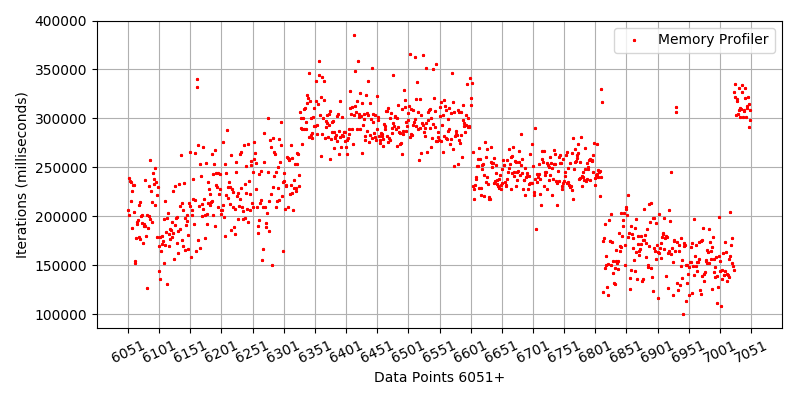 400000
350000
300000
250000
200000
150000
100000
Iterations (milliseconds)
Memory Profiler
6051 6101 6151 6201 6251 6301 6351 6401 6451 6501 6551 6601 6651 6701 6751 6801 6851 6901 6951 7001 7051
Data Points 6051+